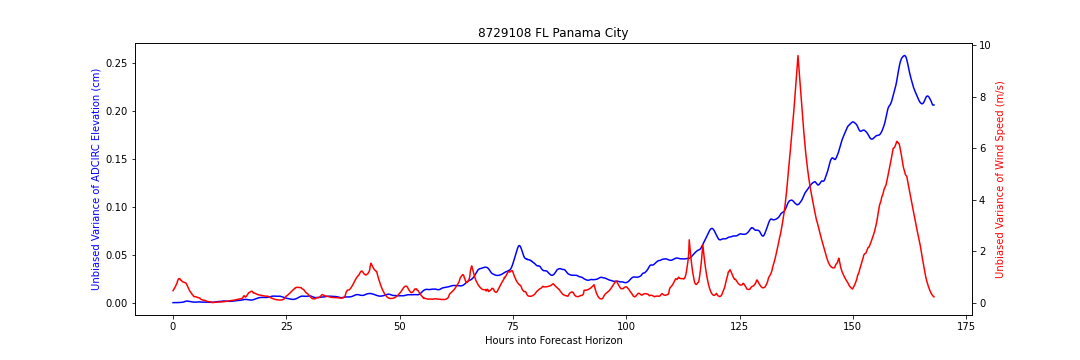 8729108 FL Panama City
Unbiased Variance of ADCIRC Elevation (cm)
0.25
0.20
0.15
0.10
0.05
0.00
10
8
6
4
2
0
Unbiased Variance of Wind Speed (m/s)
0 25 50 75 100 125 150 175
Hours into Forecast Horizon